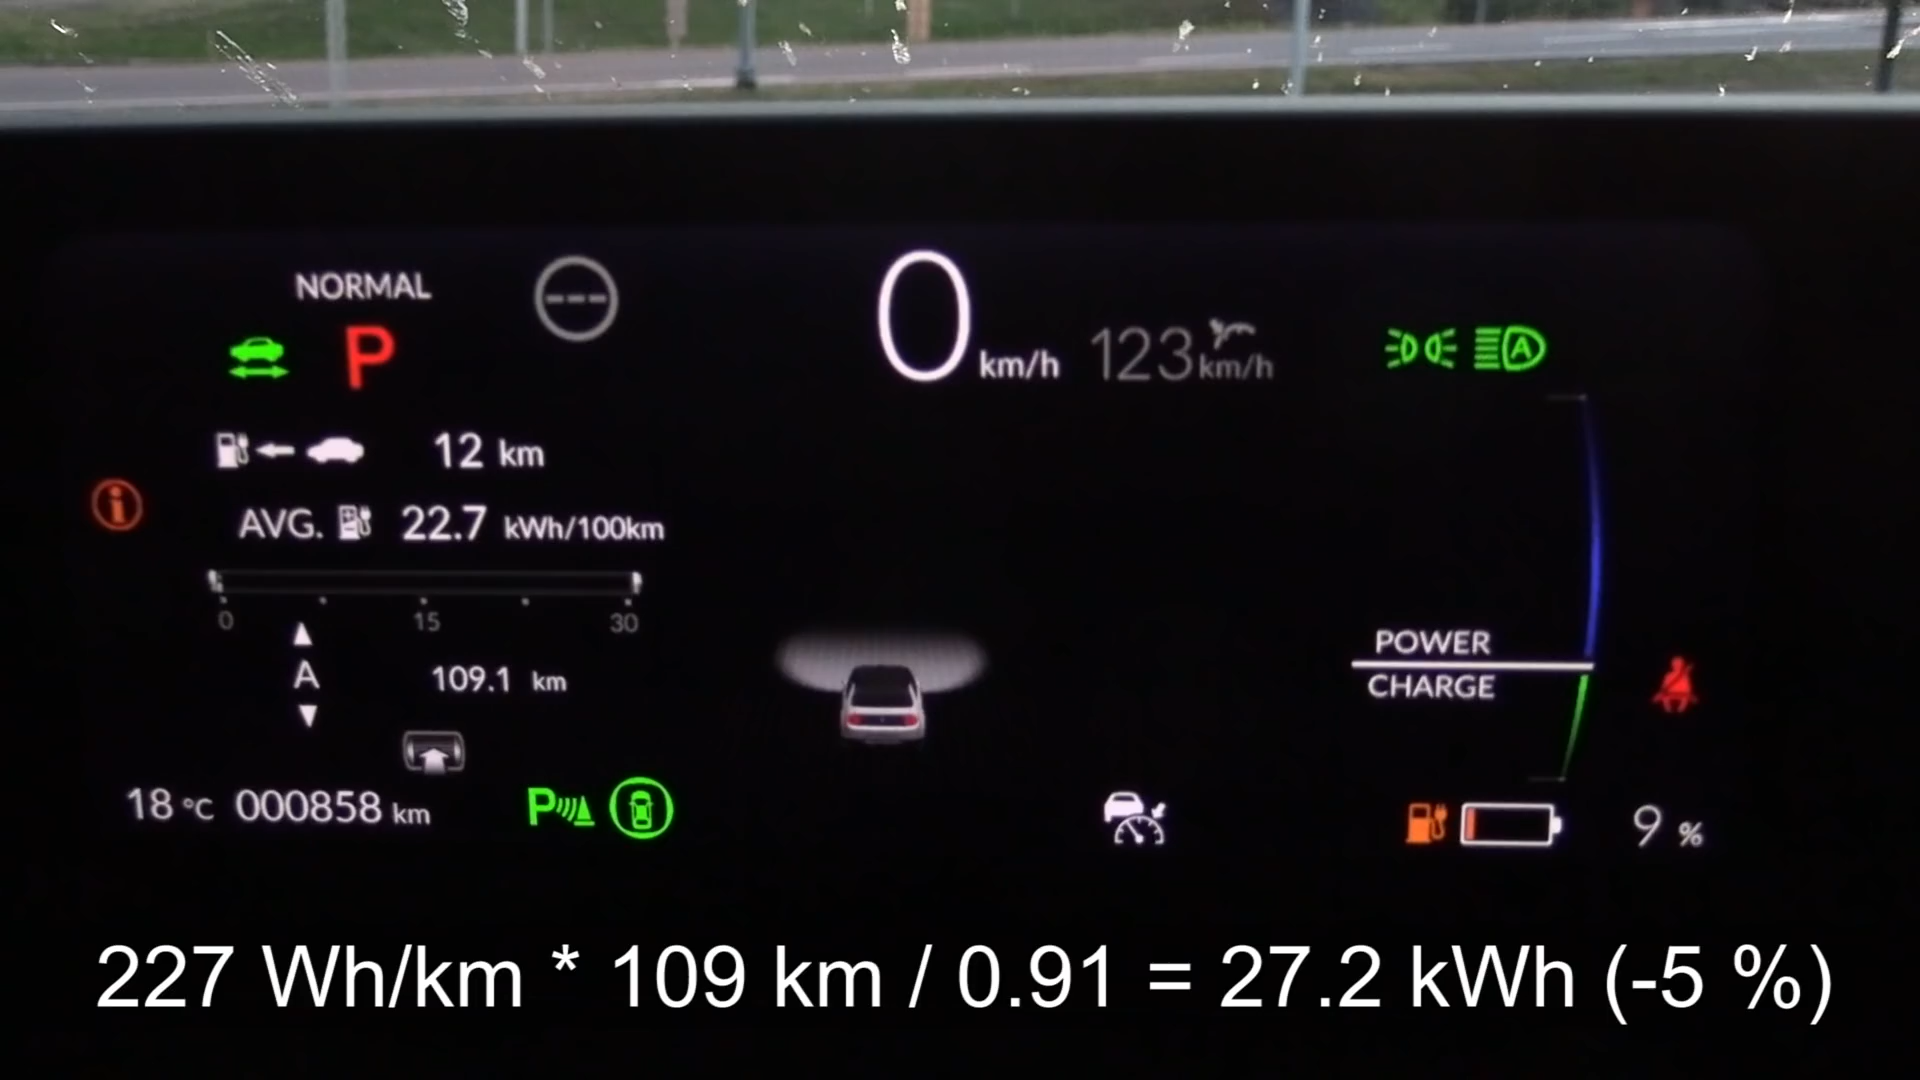 NORMAL
---
0 km/h
123 km/h
P
A
12 km
i
AVG. 22.7 kWh/100km
0 15 30
POWER
CHARGE
A 109.1 km
18 °C 000858 km
P
9 %
227 Wh/km * 109 km / 0.91 = 27.2 kWh (-5 %)